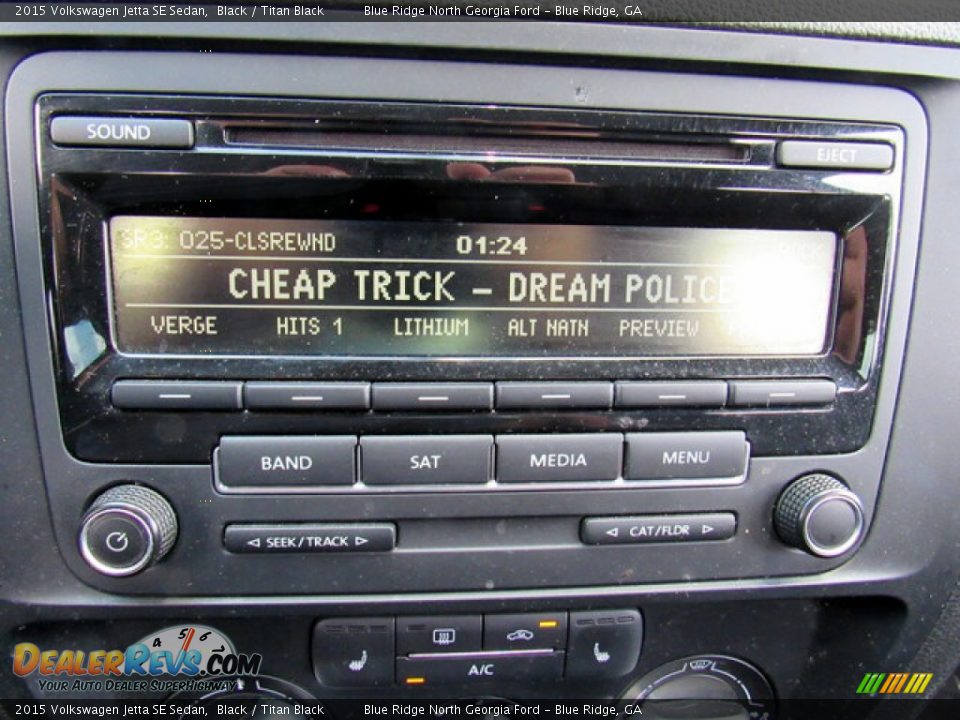 2015 Volkswagen Jetta SE Sedan, Black / Titan Black Blue Ridge North Georgia Ford - Blue Ridge, GA
SOUND
EJECT
SR3: 025-CLSREWND 01:24
CHEAP TRICK - DREAM POLICE
VERGE HITS 1 LITHIUM ALT NATN PREVIEW
BAND SAT MEDIA MENU
SEEK / TRACK CAT/FLDR
A/C
4 5 6
DEALERREVS.COM
Your Auto Dealer SuperHighway
2015 Volkswagen Jetta SE Sedan, Black / Titan Black Blue Ridge North Georgia Ford - Blue Ridge, GA